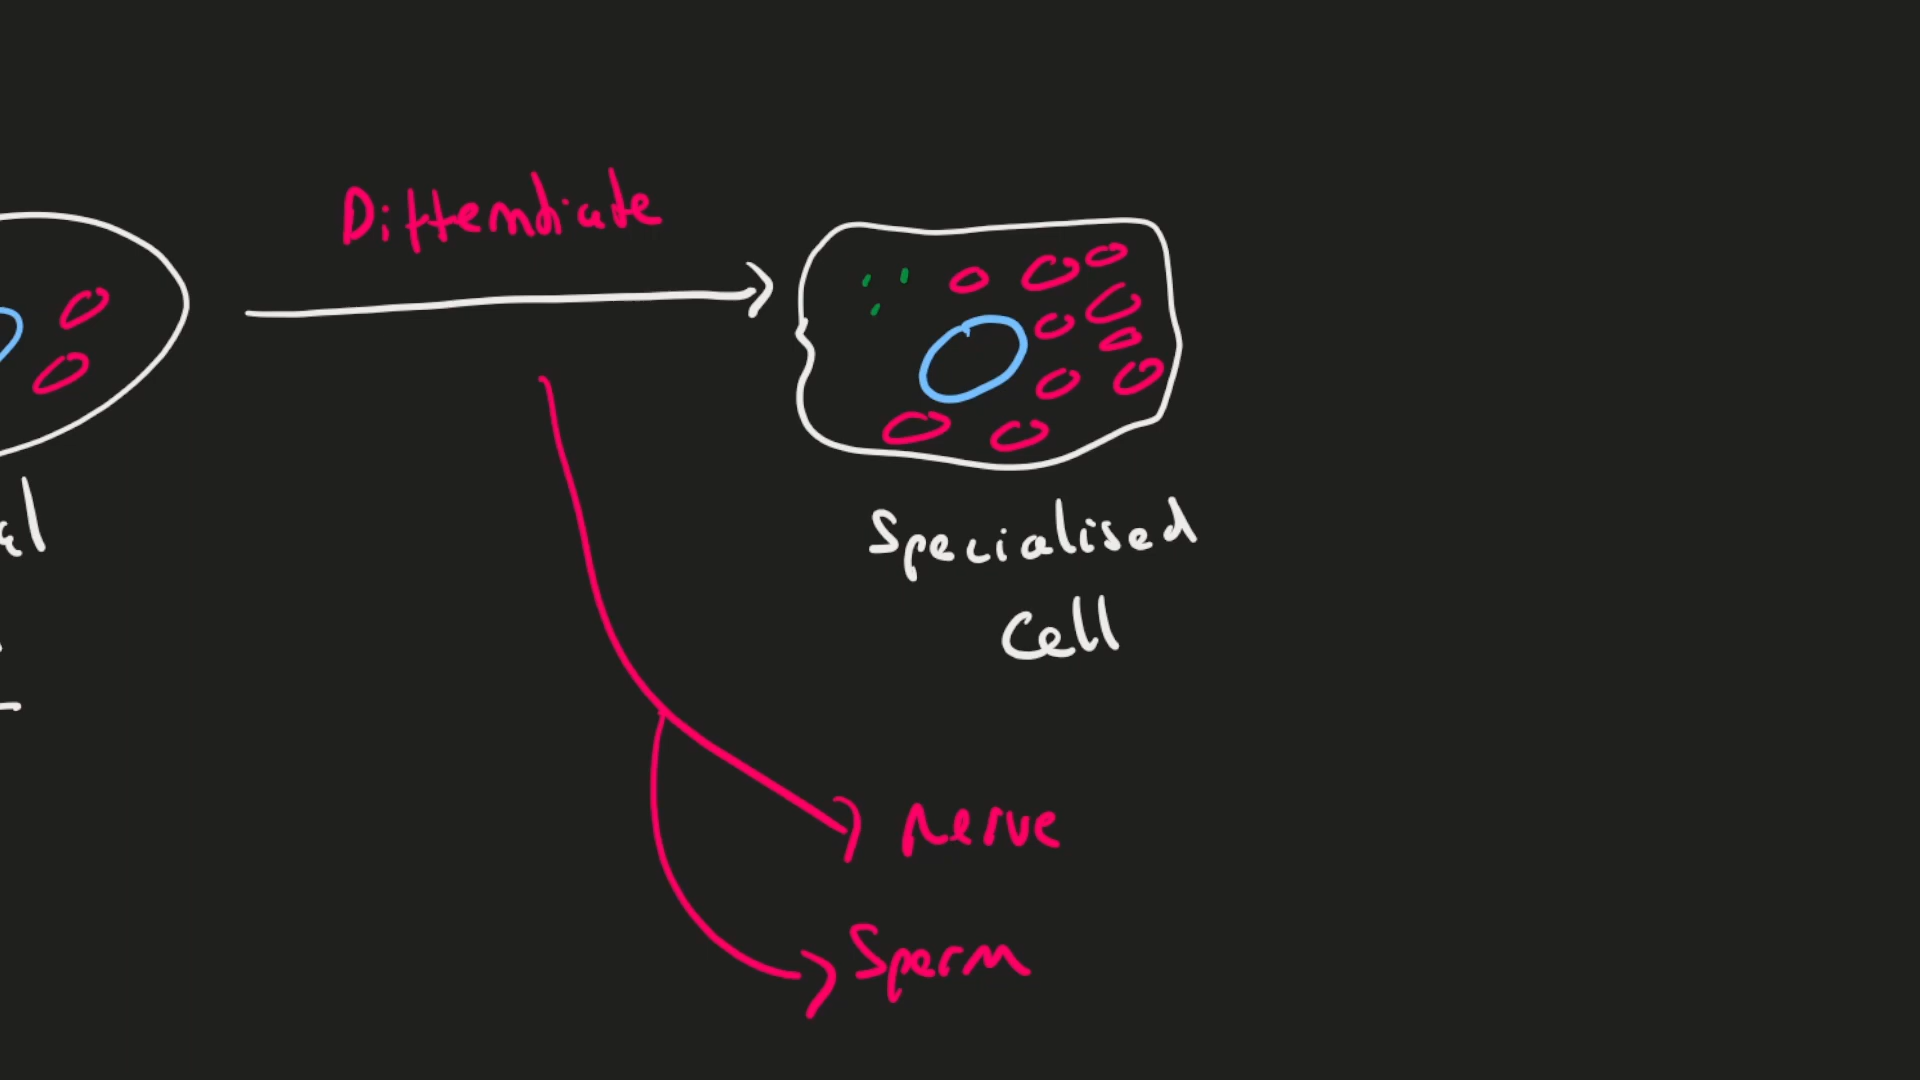 Differentiate
Specialised
Cell
nerve
Sperm